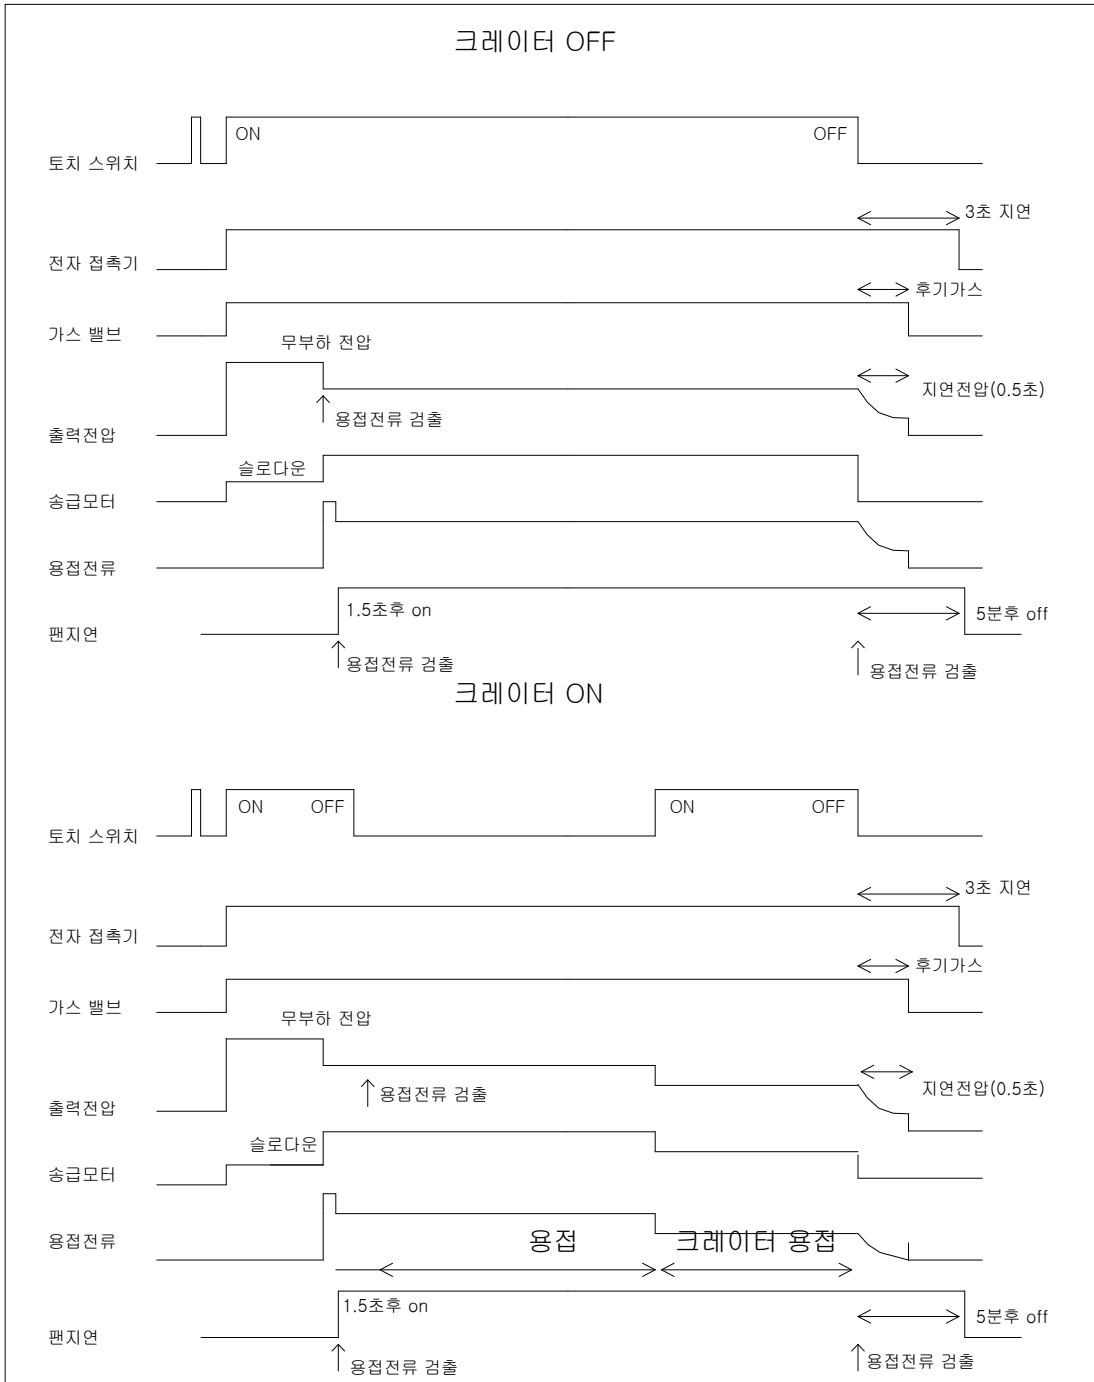 크레이터 OFF
ON
OFF
토치 스위치
3초 지연
전자 접촉기
후기가스
가스 밸브
무부하 전압
지연전압(0.5초)
용접전류 검출
출력전압
슬로다운
송급모터
용접전류
1.5초후 on
5분후 off
팬지연
용접전류 검출
용접전류 검출
크레이터 ON
ON
OFF
ON
OFF
토치 스위치
3초 지연
전자 접촉기
후기가스
가스 밸브
무부하 전압
용접전류 검출
지연전압(0.5초)
출력전압
슬로다운
송급모터
용접전류
용접
크레이터 용접
1.5초후 on
5분후 off
팬지연
용접전류 검출
용접전류 검출